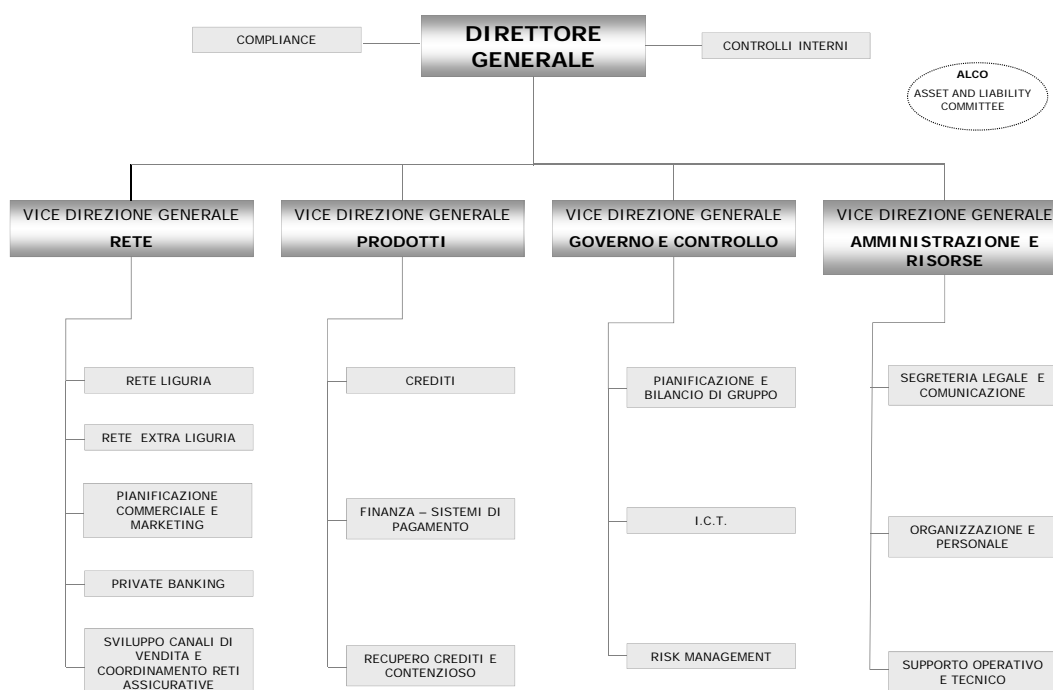 COMPLIANCE
DIRETTORE
GENERALE
CONTROLLI INTERNI
ALCO
ASSET AND LIABILITY
COMMITTEE
VICE DIREZIONE GENERALE
RETE
VICE DIREZIONE GENERALE
PRODOTTI
VICE DIREZIONE GENERALE
GOVERNO E CONTROLLO
VICE DIREZIONE GENERALE
AMMINISTRAZIONE E
RISORSE
RETE LIGURIA
RETE EXTRA LIGURIA
PIANIFICAZIONE
COMMERCIALE E
MARKETING
PRIVATE BANKING
SVILUPPO CANALI DI
VENDITA E
COORDINAMENTO RETI
ASSICURATIVE
CREDITI
FINANZA – SISTEMI DI
PAGAMENTO
RECUPERO CREDITI E
CONTENZIOSO
PIANIFICAZIONE E
BILANCIO DI GRUPPO
I.C.T.
RISK MANAGEMENT
SEGRETERIA LEGALE E
COMUNICAZIONE
ORGANIZZAZIONE E
PERSONALE
SUPPORTO OPERATIVO
E TECNICO